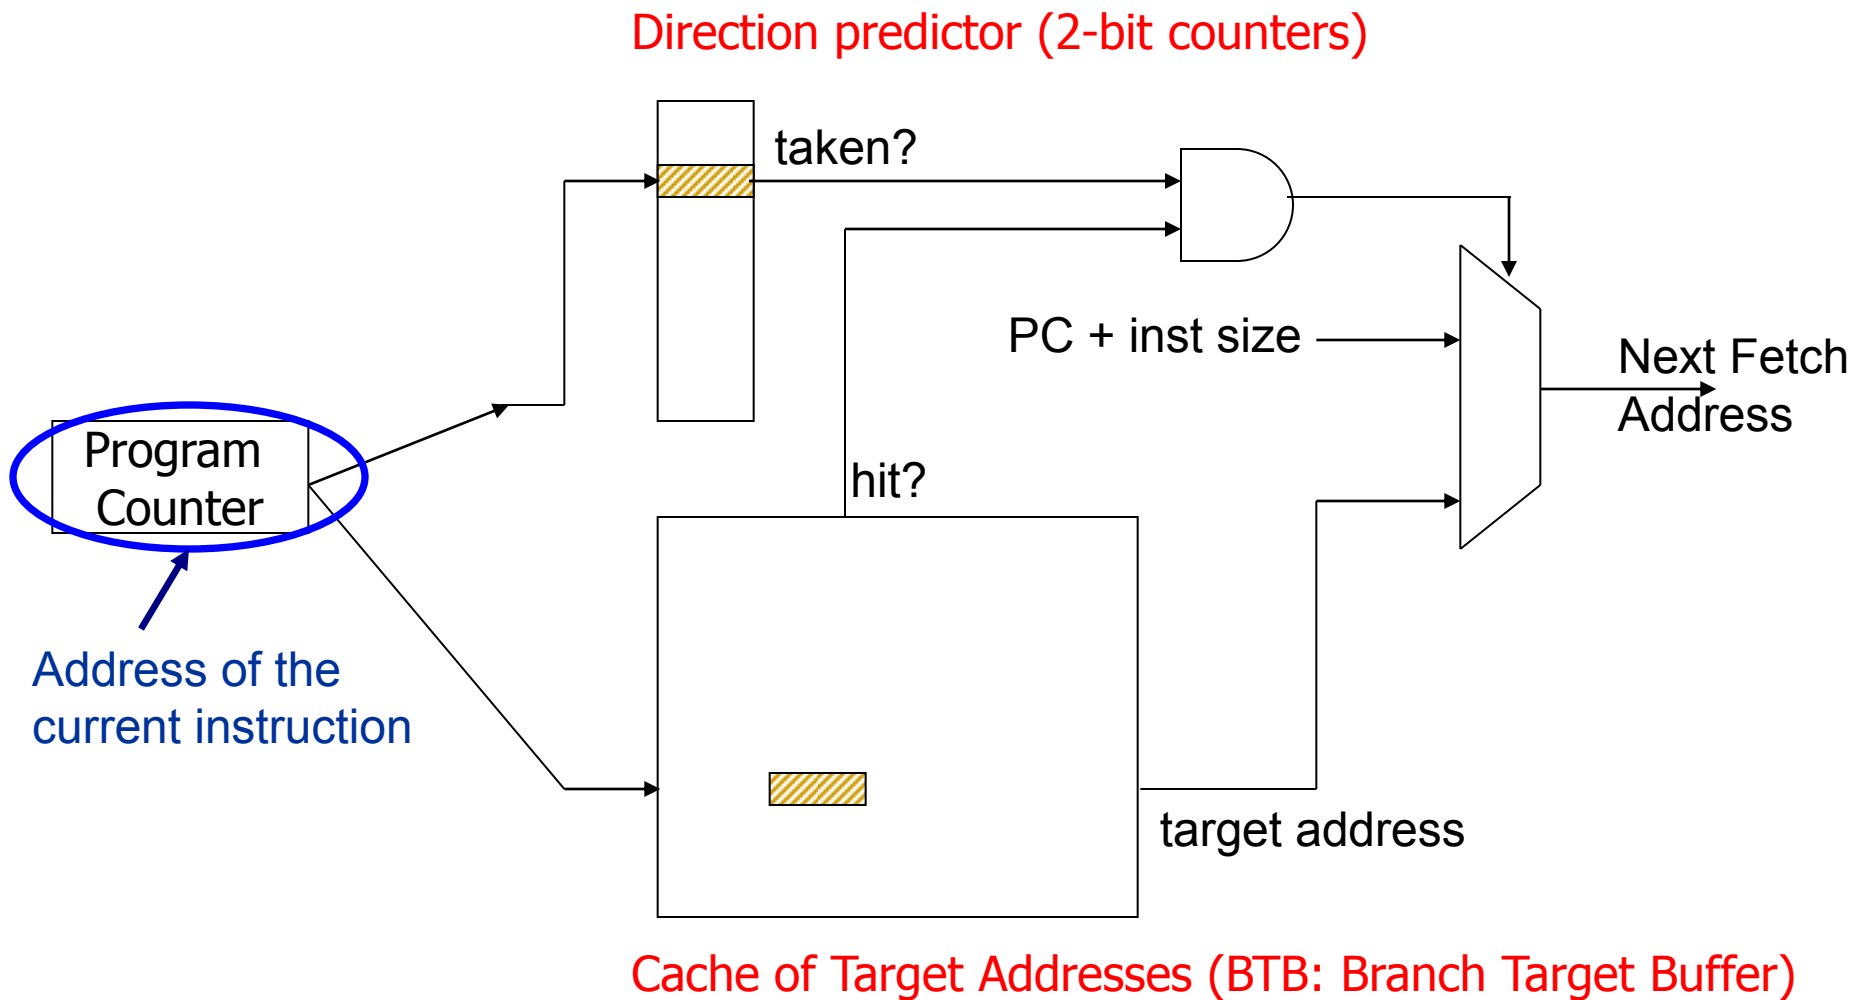 Direction predictor (2-bit counters)
taken?
PC + inst size
Next Fetch
Address
Program
Counter
hit?
Address of the
current instruction
target address
Cache of Target Addresses (BTB: Branch Target Buffer)